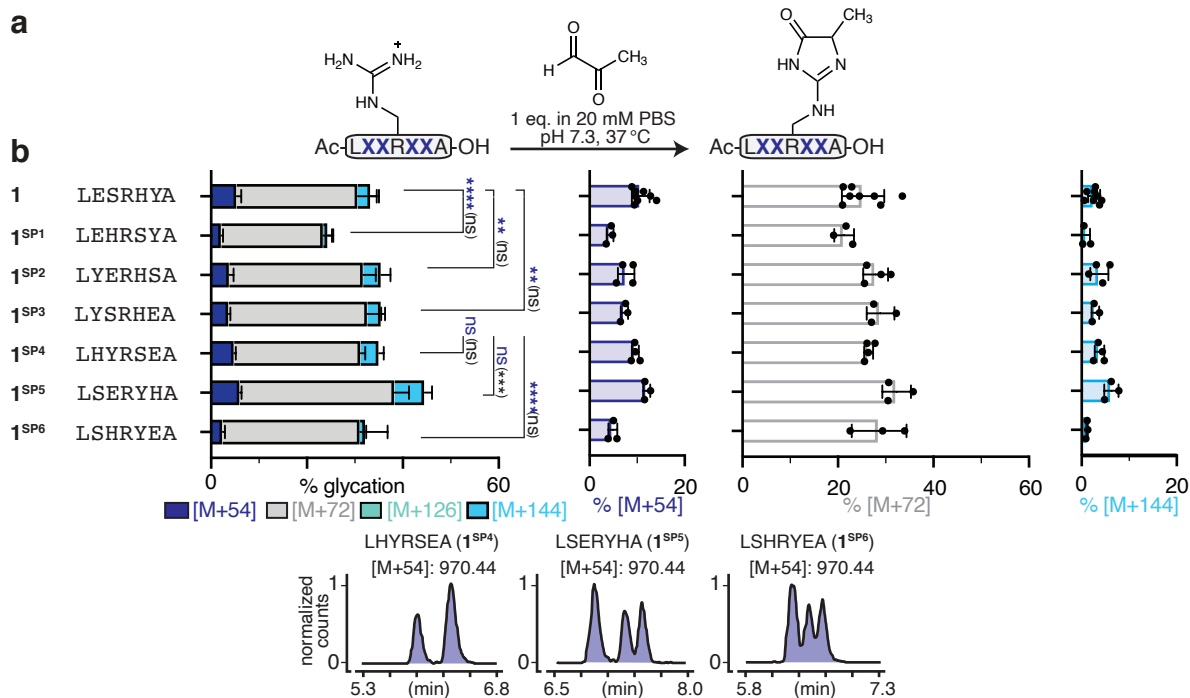 a
H₂N
+
NH₂
HN
H
O
CH₃
O
1 eq. in 20 mM PBS
pH 7.3, 37 °C
O
CH₃
HN
N
NH
Ac-LXXRXXA-OH
Ac-LXXRXXA-OH
b
1 LESRHYA
1SP1 LEHRSYA
1SP2 LYERHSA
1SP3 LYSRHEA
1SP4 LHYRSEA
1SP5 LSERYHA
1SP6 LSHRYEA
**** (ns)
** (ns)
** (ns)
ns (ns)
ns (***)
**** (ns)
0 % glycation 60
0 % [M+54] 20
0 20 40 60
% [M+72]
0 20
% [M+144]
[M+54] [M+72] [M+126] [M+144]
LHYRSEA (1SP4)
[M+54]: 970.44
LSERYHA (1SP5)
[M+54]: 970.44
LSHRYEA (1SP6)
[M+54]: 970.44
normalized
counts
1
0
1
0
1
0
5.3 (min) 6.8
6.5 (min) 8.0
5.8 (min) 7.3